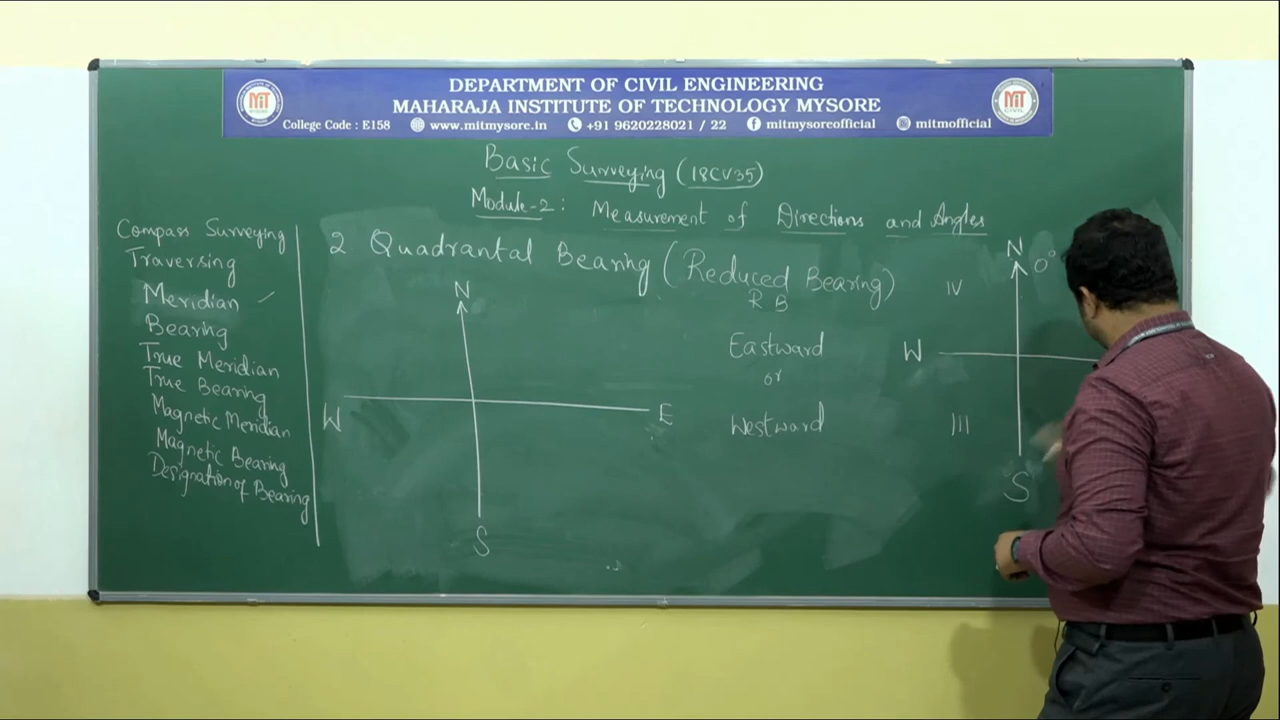 DEPARTMENT OF CIVIL ENGINEERING
MAHARAJA INSTITUTE OF TECHNOLOGY MYSORE
College Code : E158 www.mitmysore.in +91 9620228021 / 22 mitmysoreofficial mitmofficial
MIT
MIT
Basic Surveying (18CV35)
Module-2: Measurement of Directions and Angles
Compass Surveying
Traversing
Meridian
Bearing
True Meridian
True Bearing
Magnetic Meridian
Magnetic Bearing
Designation of Bearing
2 Quadrantal Bearing (Reduced Bearing)
R B
N
W
E
S
Eastward
or
Westward
N
0°
IV
W
III
S